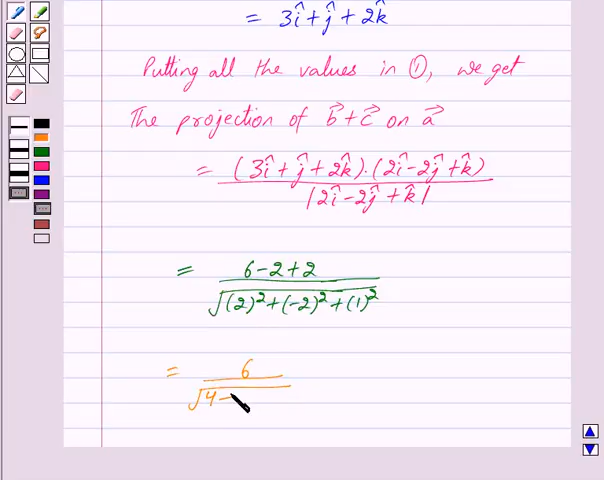 = 3î + ĵ + 2k̂
Putting all the values in ①, we get
The projection of b⃗ + c⃗ on a⃗
= (3î + ĵ + 2k̂).(2î - 2ĵ + k̂)
|2î - 2ĵ + k̂|
= 6 - 2 + 2
√(2)² + (-2)² + (1)²
= 6
√4